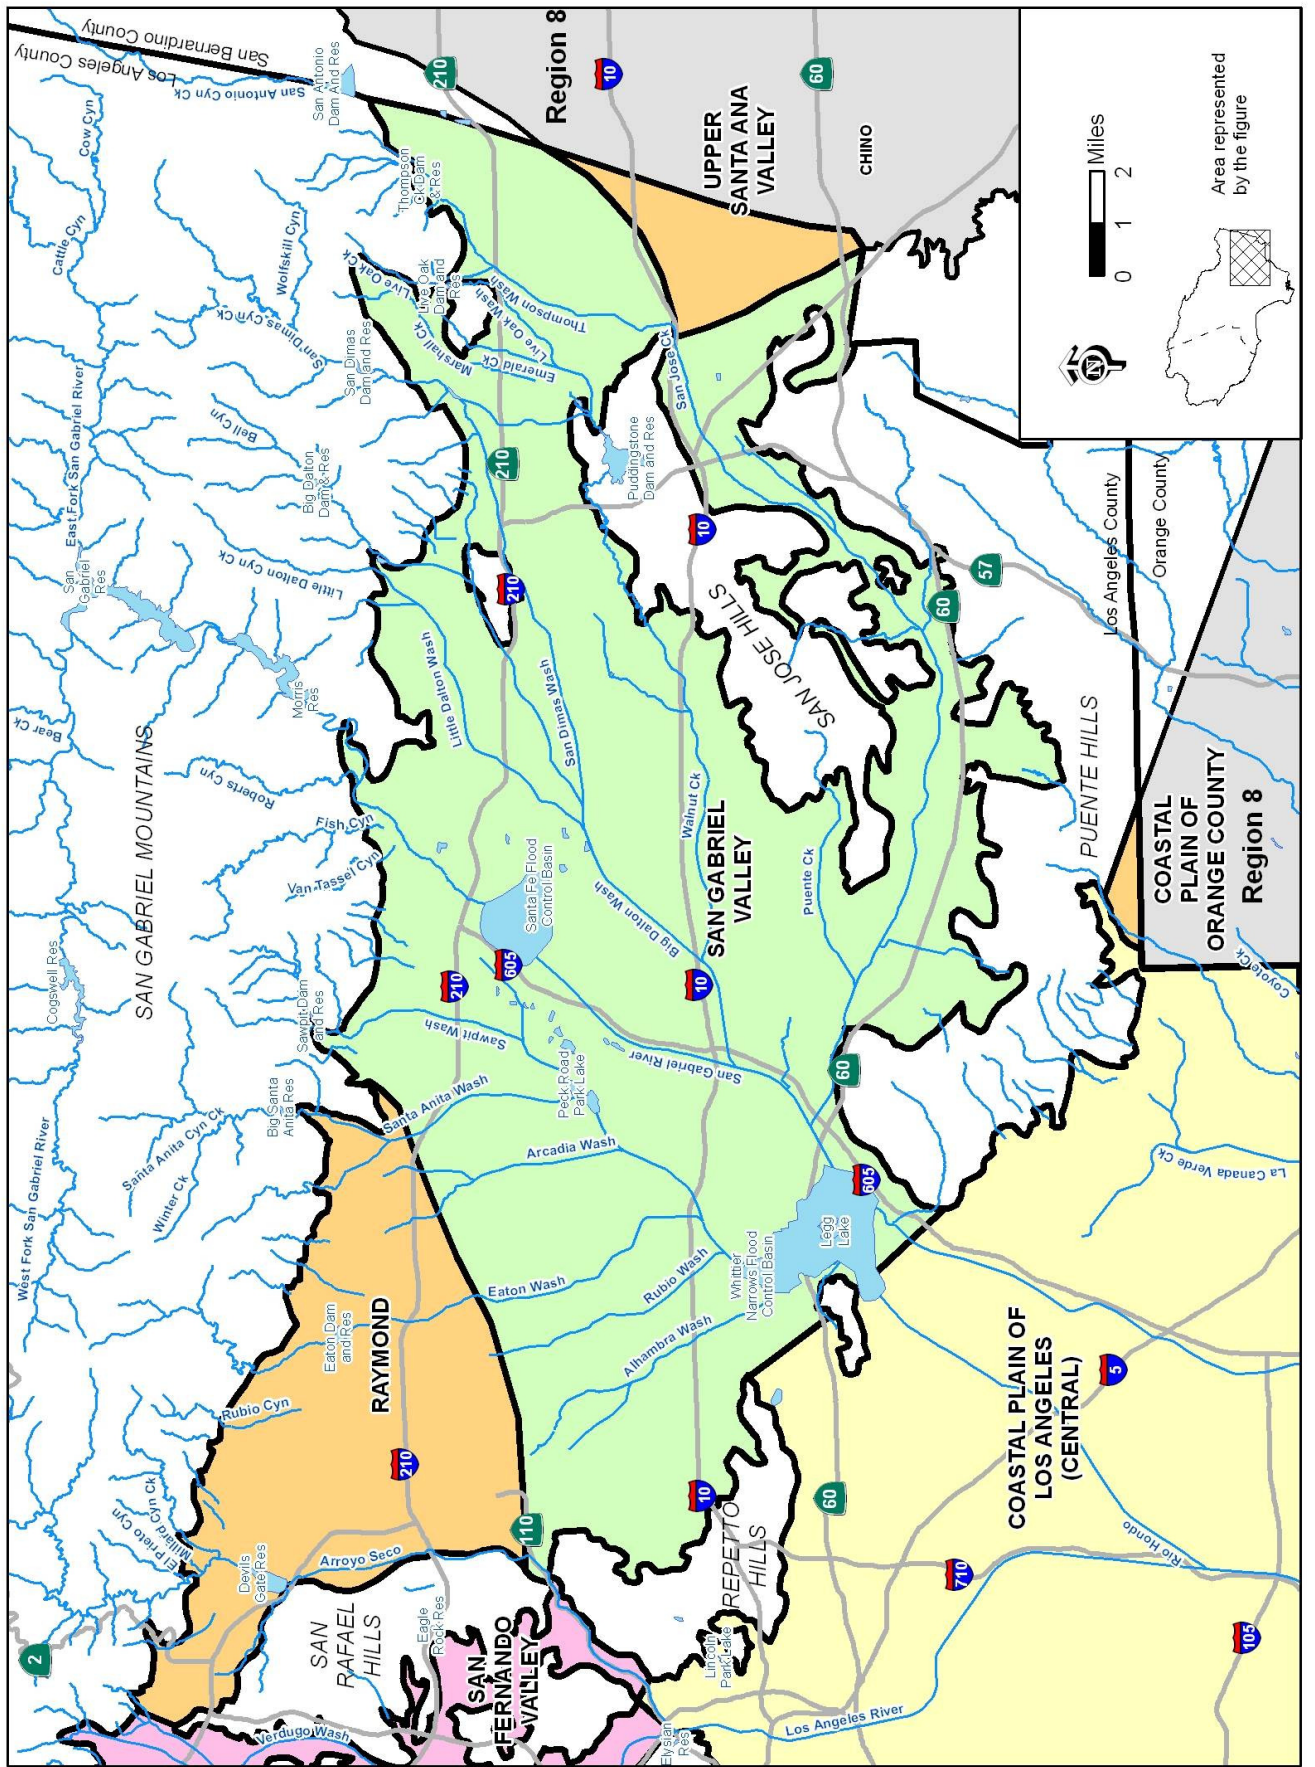 2
SAN GABRIEL MOUNTAINS
West Fork San Gabriel River
Cogswell Res
Bear Ck
San
Gabriel
Res
East Fork San Gabriel River
Cattle Cyn
Cow Cyn
Los Angeles County
San Bernardino County
San Antonio Cyn Ck
San Antonio
Dam And Res
El Prieto Cyn
Millard Cyn Ck
Rubio Cyn
Winter Ck
Santa Anita Cyn Ck
Big Santa
Anita Res
Sawpit Dam
and Res
Van Tassel Cyn
Fish Cyn
Roberts Cyn
Morris
Res
Little Dalton Cyn Ck
Big Dalton
Dam & Res
Bell Cyn
San Dimas Cyn Ck
San Dimas
Dam and Res
Wolfskill Cyn
Live Oak Ck
Thompson
Ck Dam
& Res
Live Oak
Dam and
Res
Marshall Ck
Emerald Ck
Live Oak Wash
Thompson Wash
210
Region 8
10
60
UPPER
SANTA ANA
VALLEY
CHINO
Devils
Gate Res
Arroyo Seco
210
RAYMOND
Eaton Dam
and Res
Santa Anita Wash
Sawpit Wash
210
605
Santa Fe Flood
Control Basin
Little Dalton Wash
San Dimas Wash
210
210
Puddingstone
Dam and Res
San Jose Ck
Verdugo Wash
SAN
RAFAEL
HILLS
Eagle
Rock Res
SAN
FERNANDO
VALLEY
110
Eaton Wash
Arcadia Wash
Peck Road
Park Lake
San Gabriel River
Big Dalton Wash
Walnut Ck
10
SAN GABRIEL
VALLEY
10
SAN JOSE HILLS
Alhambra Wash
Rubio Wash
Whittier
Narrows Flood
Control Basin
Legg
Lake
605
60
Puente Ck
60
57
10
REPETTO
HILLS
Lincoln
Park Lake
Elysian
Res
Los Angeles River
60
710
105
Rio Hondo
5
COASTAL PLAIN OF
LOS ANGELES
(CENTRAL)
La Canada Verde Ck
Coyote Ck
PUENTE HILLS
COASTAL
PLAIN OF
ORANGE COUNTY
Region 8
Los Angeles County
Orange County
N
0 1 2
Miles
Area represented
by the figure